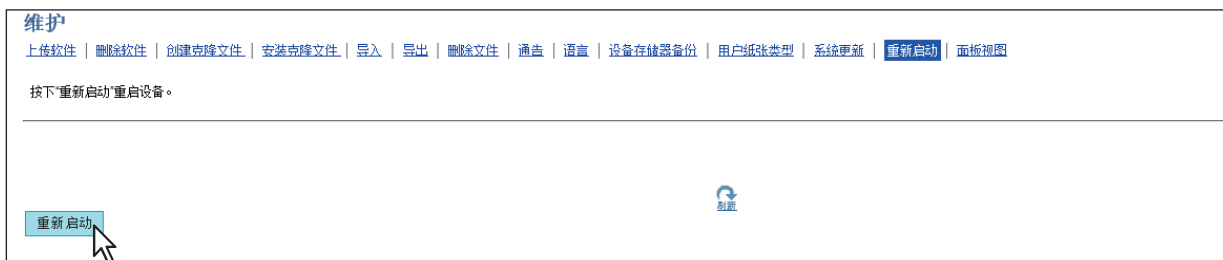 维护
上传软件 | 删除软件 | 创建克隆文件 | 安装克隆文件 | 导入 | 导出 | 删除文件 | 通告 | 语言 | 设备存储器备份 | 用户纸张类型 | 系统更新 | 重新启动 | 面板视图
按下"重新启动"重启设备。
刷新
重新启动